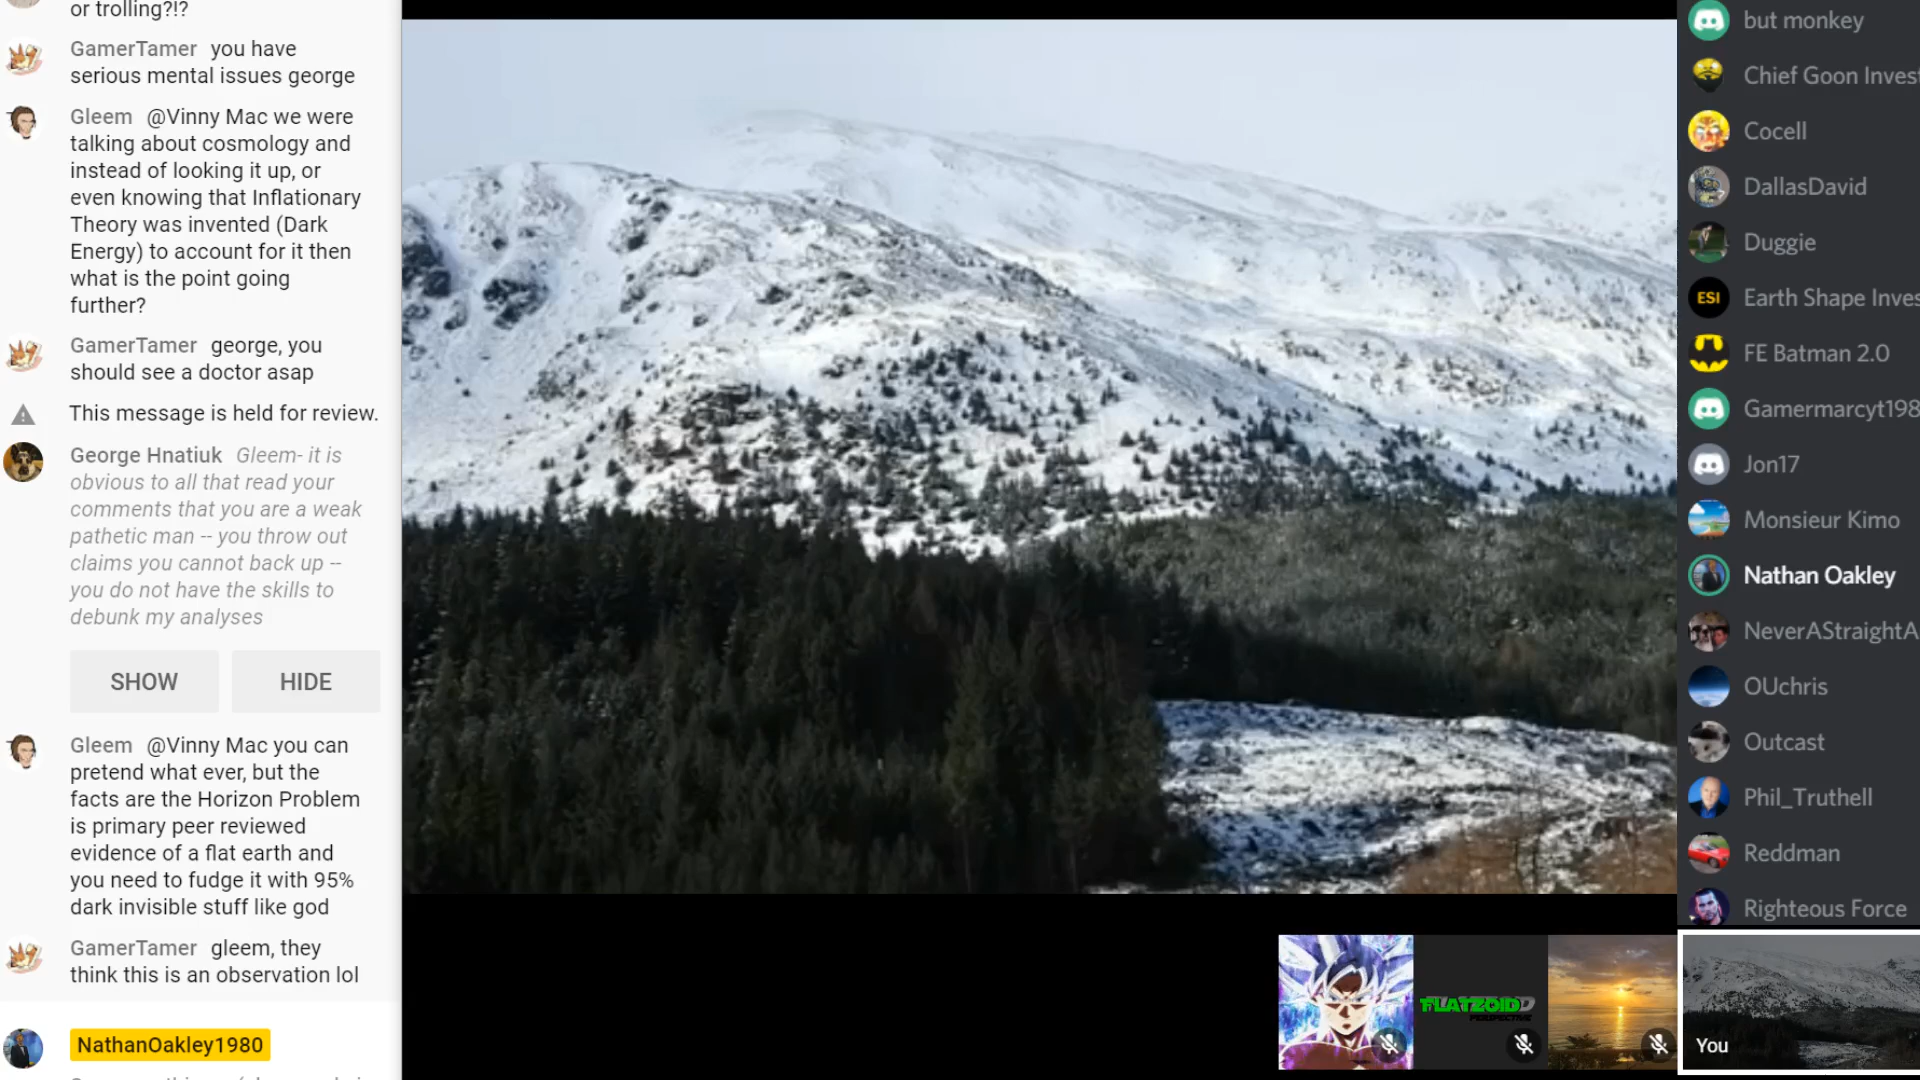 or trolling?!?
GamerTamer you have
serious mental issues george
Gleem @Vinny Mac we were
talking about cosmology and
instead of looking it up, or
even knowing that Inflationary
Theory was invented (Dark
Energy) to account for it then
what is the point going
further?
GamerTamer george, you
should see a doctor asap
This message is held for review.
George Hnatiuk Gleem- it is
obvious to all that read your
comments that you are a weak
pathetic man -- you throw out
claims you cannot back up --
you do not have the skills to
debunk my analyses
SHOW HIDE
Gleem @Vinny Mac you can
pretend what ever, but the
facts are the Horizon Problem
is primary peer reviewed
evidence of a flat earth and
you need to fudge it with 95%
dark invisible stuff like god
GamerTamer gleem, they
think this is an observation lol
NathanOakley1980
but monkey
Chief Goon Invest
Cocell
DallasDavid
Duggie
ESI
Earth Shape Inves
FE Batman 2.0
Gamermarcyt198
Jon17
Monsieur Kimo
Nathan Oakley
NeverAStraightA
OUchris
Outcast
Phil_Truthell
Reddman
Righteous Force
FLATZOID
PERSPECTIVE
You